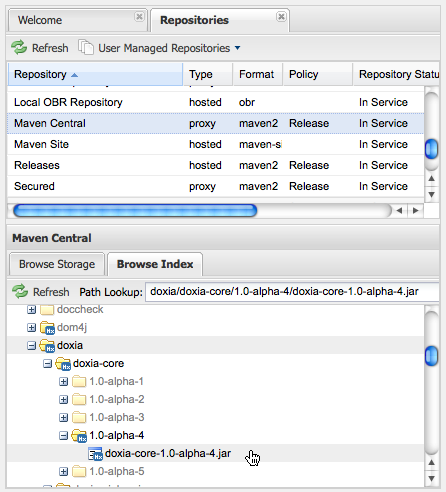 Welcome Repositories
Refresh User Managed Repositories
Repository Type Format Policy Repository Statu
Local OBR Repository hosted obr In Service
Maven Central proxy maven2 Release In Service
Maven Site hosted maven-si In Service
Releases hosted maven2 Release In Service
Secured proxy maven2 Release In Service
Maven Central
Browse Storage Browse Index
Refresh Path Lookup: doxia/doxia-core/1.0-alpha-4/doxia-core-1.0-alpha-4.jar
doccheck
dom4j
doxia
doxia-core
1.0-alpha-1
1.0-alpha-2
1.0-alpha-3
1.0-alpha-4
doxia-core-1.0-alpha-4.jar
1.0-alpha-5